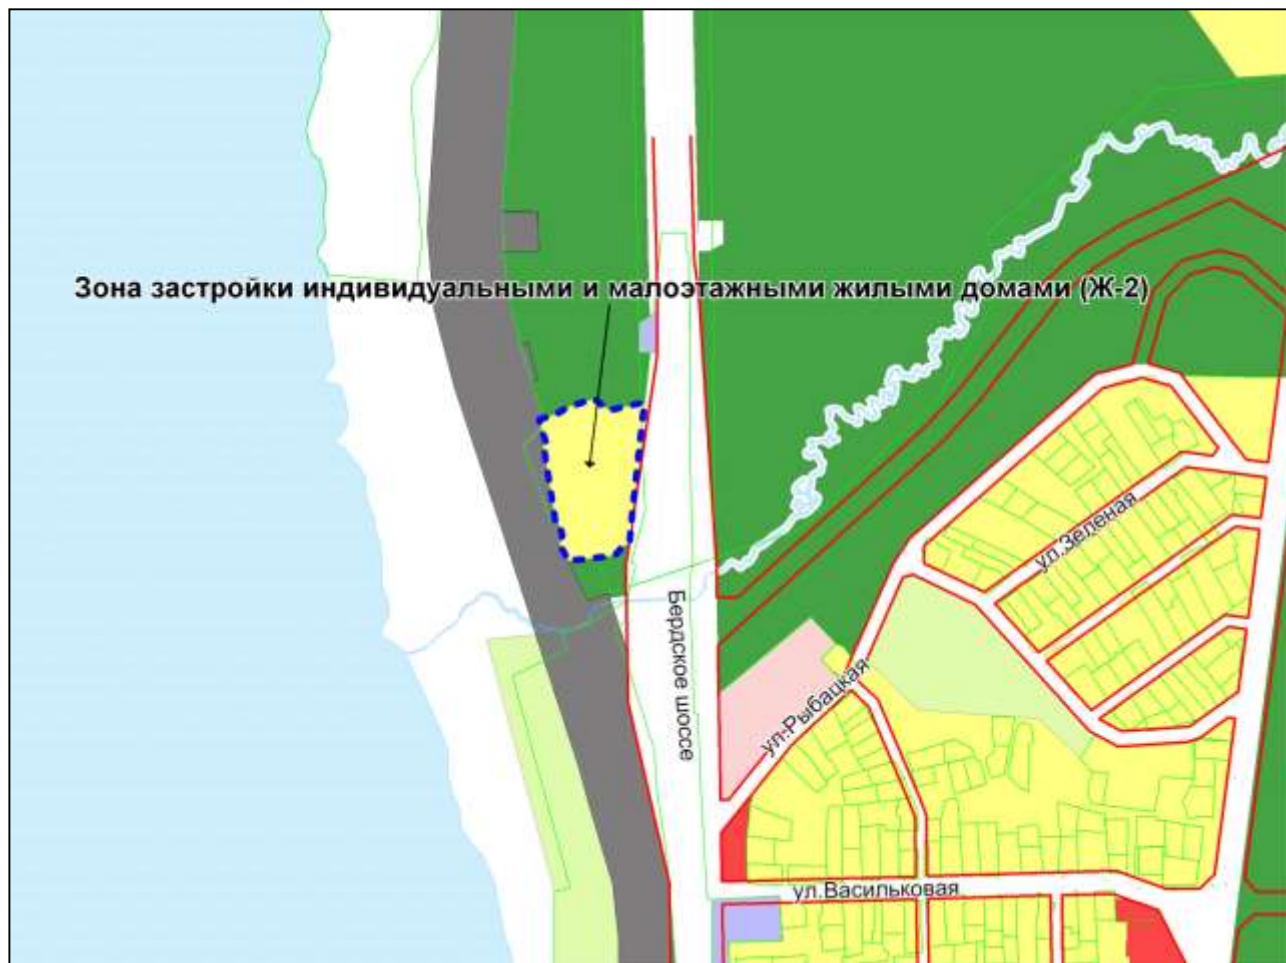 Зона застройки индивидуальными и малоэтажными жилыми домами (Ж-2)
ул.Зеленая
Бердское шоссе
ул.Рыбацкая
ул.Васильковая